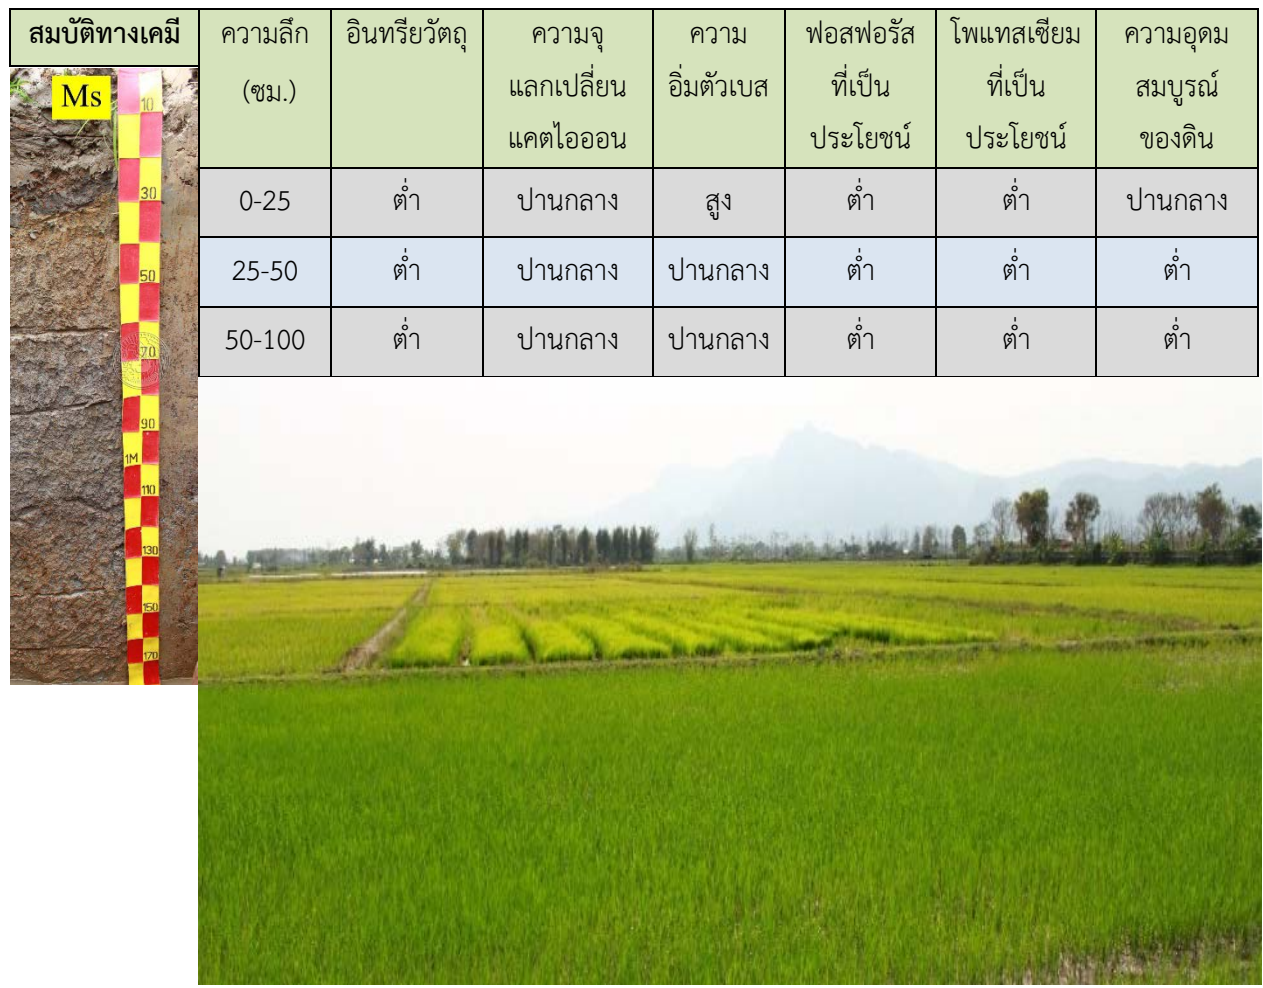 สมบัติทางเคมี
Ms
10
30
50
70
90
1M
110
130
150
170
ความลึก
(ซม.)
อินทรียวัตถุ
ความจุ
แลกเปลี่ยน
แคตไอออน
ความ
อิ่มตัวเบส
ฟอสฟอรัส
ที่เป็น
ประโยชน์
โพแทสเซียม
ที่เป็น
ประโยชน์
ความอุดม
สมบูรณ์
ของดิน
0-25 ต่ำ ปานกลาง สูง ต่ำ ต่ำ ปานกลาง
25-50 ต่ำ ปานกลาง ปานกลาง ต่ำ ต่ำ ต่ำ
50-100 ต่ำ ปานกลาง ปานกลาง ต่ำ ต่ำ ต่ำ